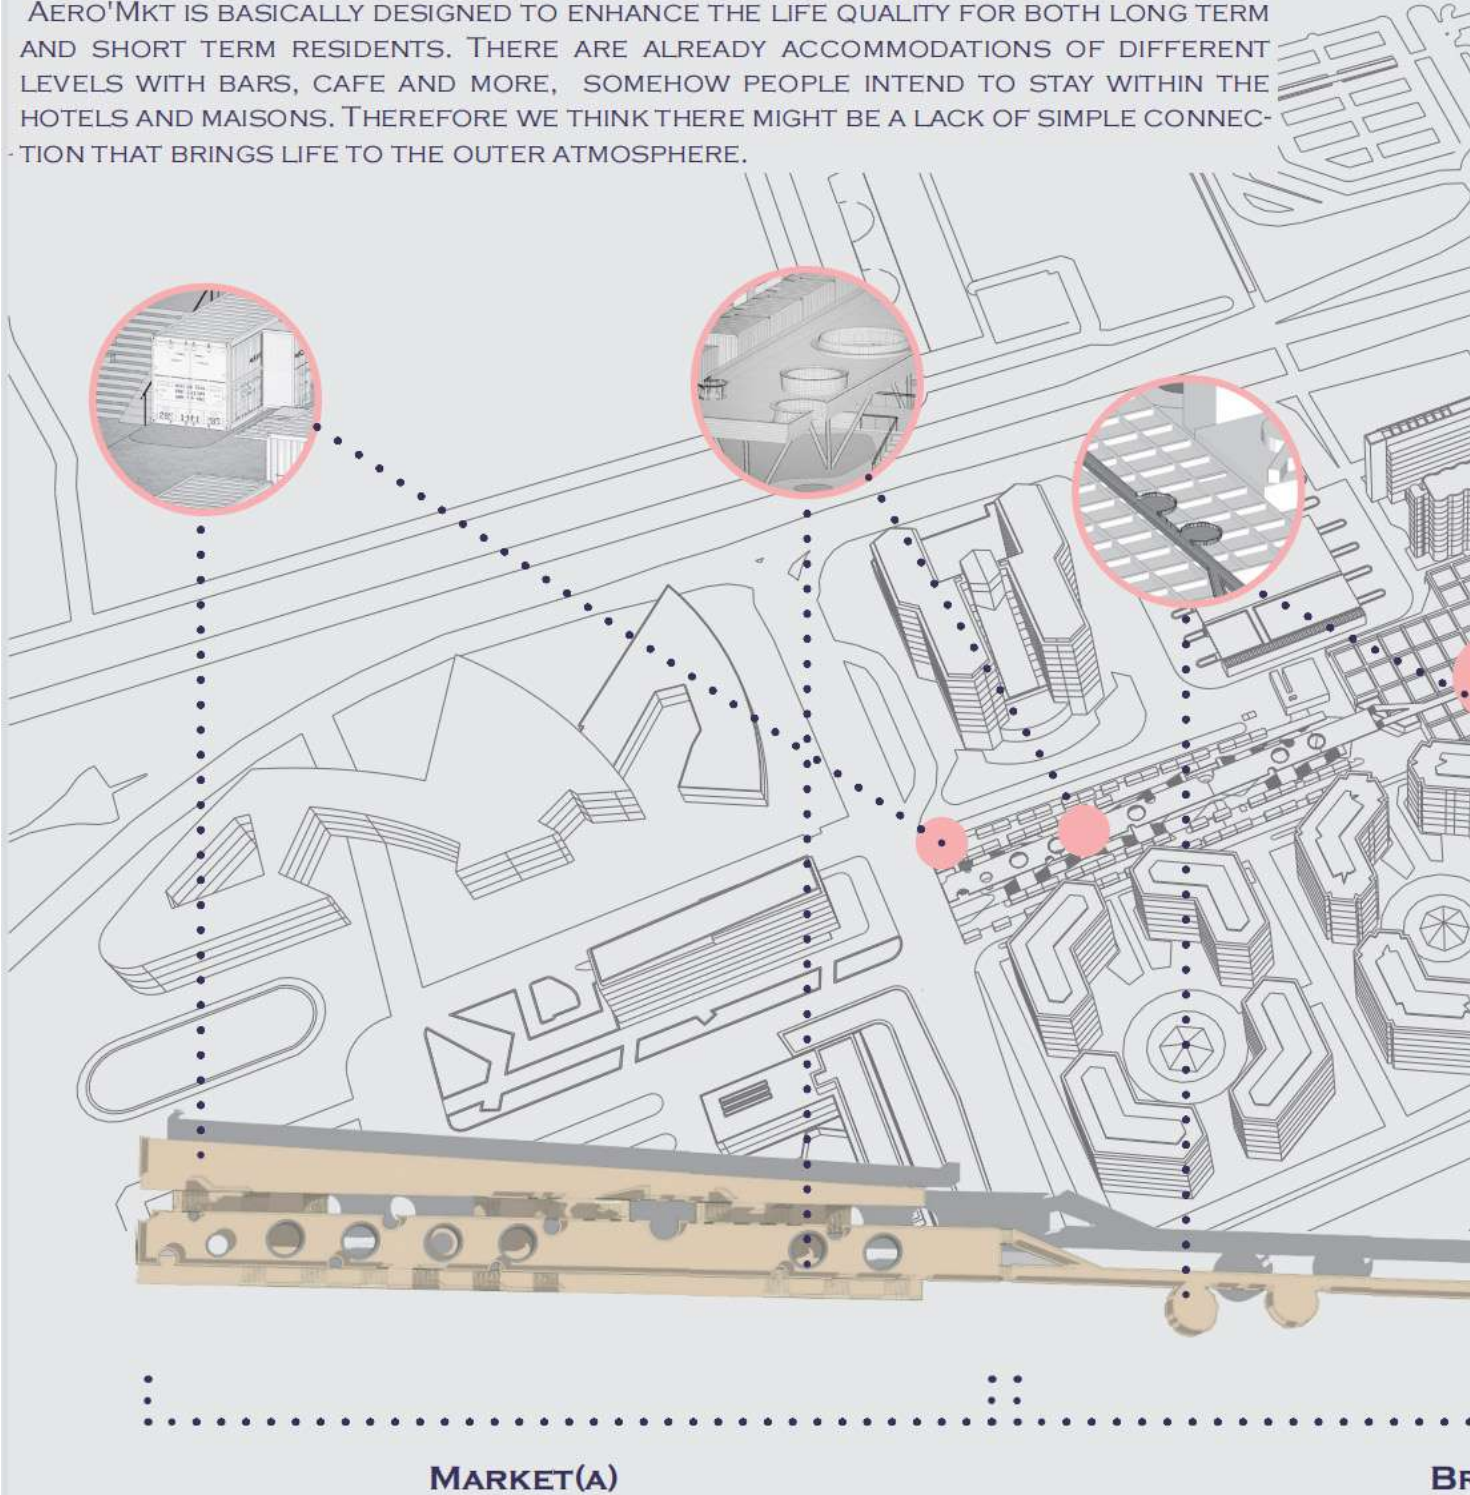 AERO'MKT IS BASICALLY DESIGNED TO ENHANCE THE LIFE QUALITY FOR BOTH LONG TERM
AND SHORT TERM RESIDENTS. THERE ARE ALREADY ACCOMMODATIONS OF DIFFERENT
LEVELS WITH BARS, CAFE AND MORE, SOMEHOW PEOPLE INTEND TO STAY WITHIN THE
HOTELS AND MAISONS. THEREFORE WE THINK THERE MIGHT BE A LACK OF SIMPLE CONNEC-
TION THAT BRINGS LIFE TO THE OUTER ATMOSPHERE.
MARKET(A)